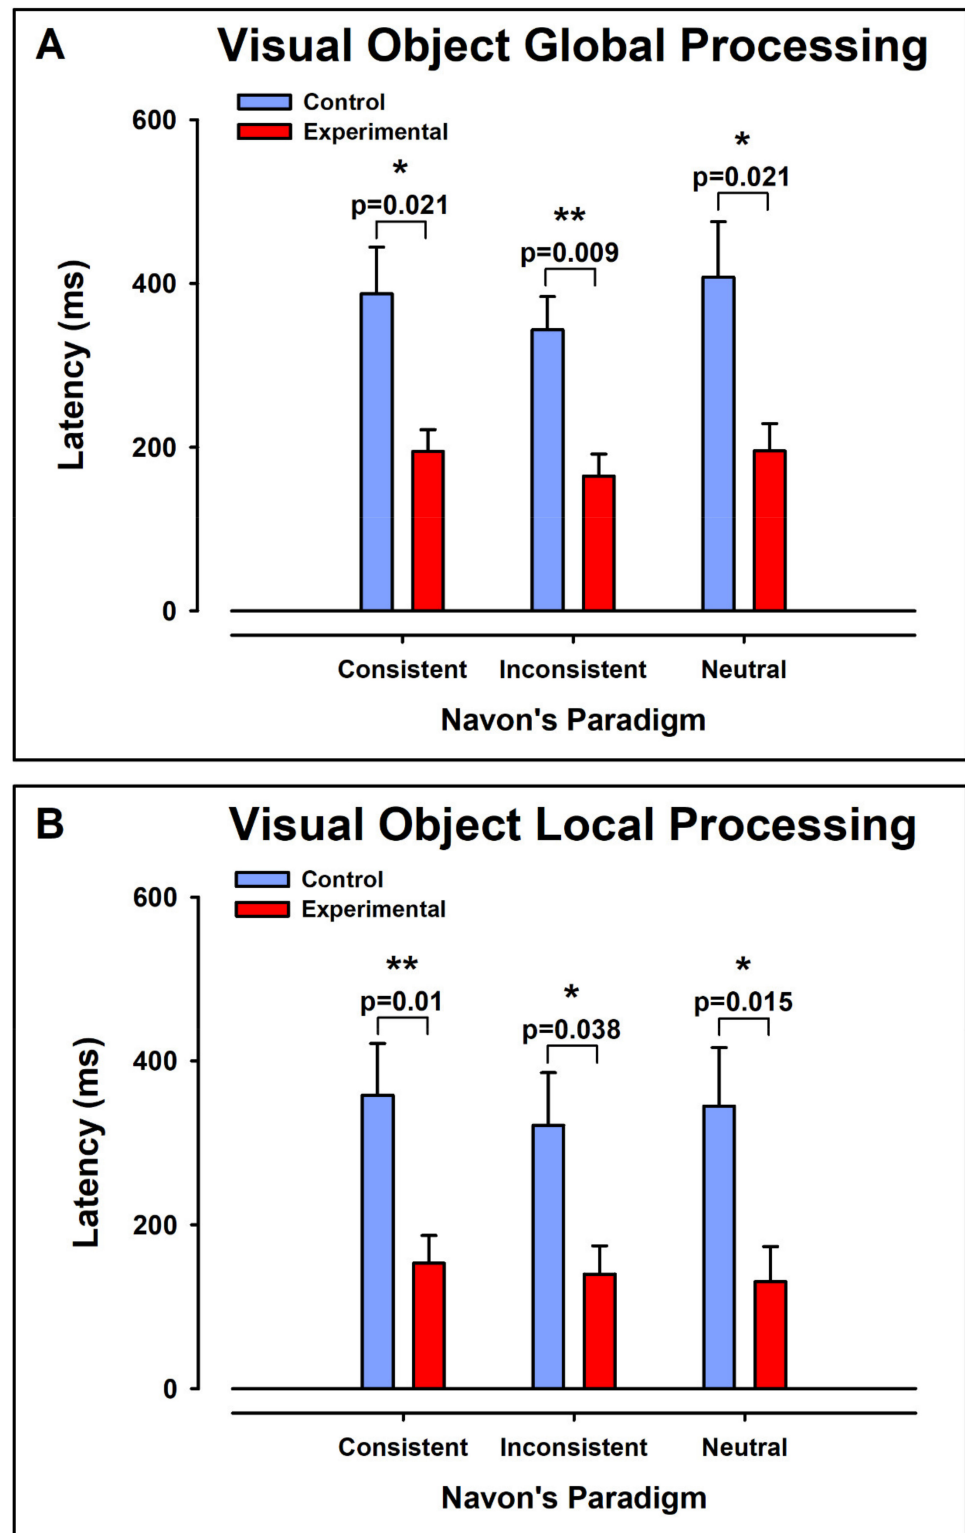 A
Visual Object Global Processing
Control
Experimental
600
400
200
0
Latency (ms)
*
p=0.021
**
p=0.009
*
p=0.021
Consistent Inconsistent Neutral
Navon's Paradigm
B
Visual Object Local Processing
Control
Experimental
600
400
200
0
Latency (ms)
**
p=0.01
*
p=0.038
*
p=0.015
Consistent Inconsistent Neutral
Navon's Paradigm